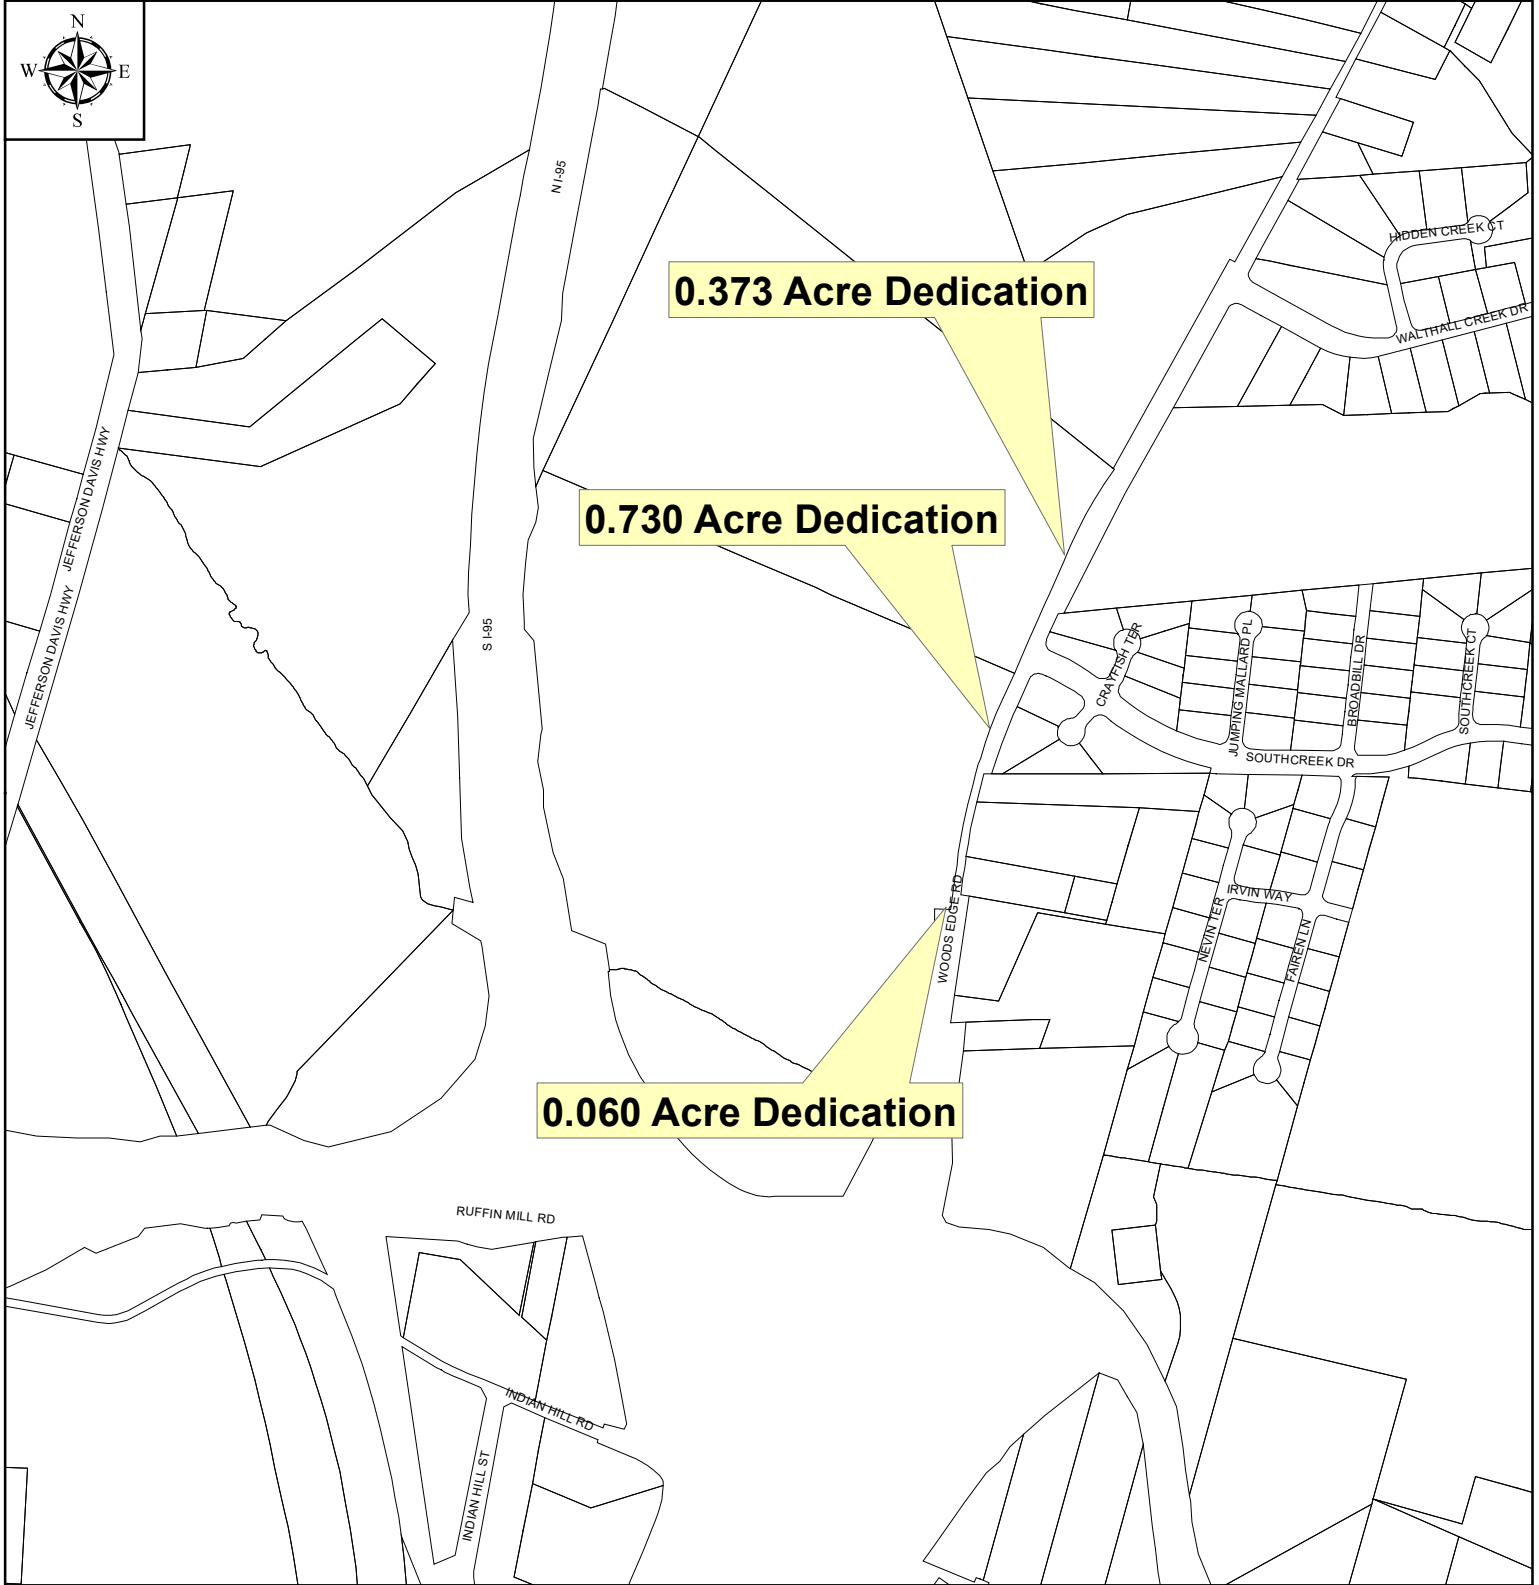 N
W E
S
N I-95
HIDDEN CREEK CT
0.373 Acre Dedication
WALTHALL CREEK DR
JEFFERSON DAVIS HWY
0.730 Acre Dedication
JEFFERSON DAVIS HWY
S I-95
CRAYFISH TER
JUMPING MALLARD PL
BROADBILL DR
SOUTHCREEK CT
SOUTHCREEK DR
IRVIN WAY
WOODS EDGE RD
NEVIN TER
FAIREN LN
0.060 Acre Dedication
RUFFIN MILL RD
INDIAN HILL RD
INDIAN HILL ST